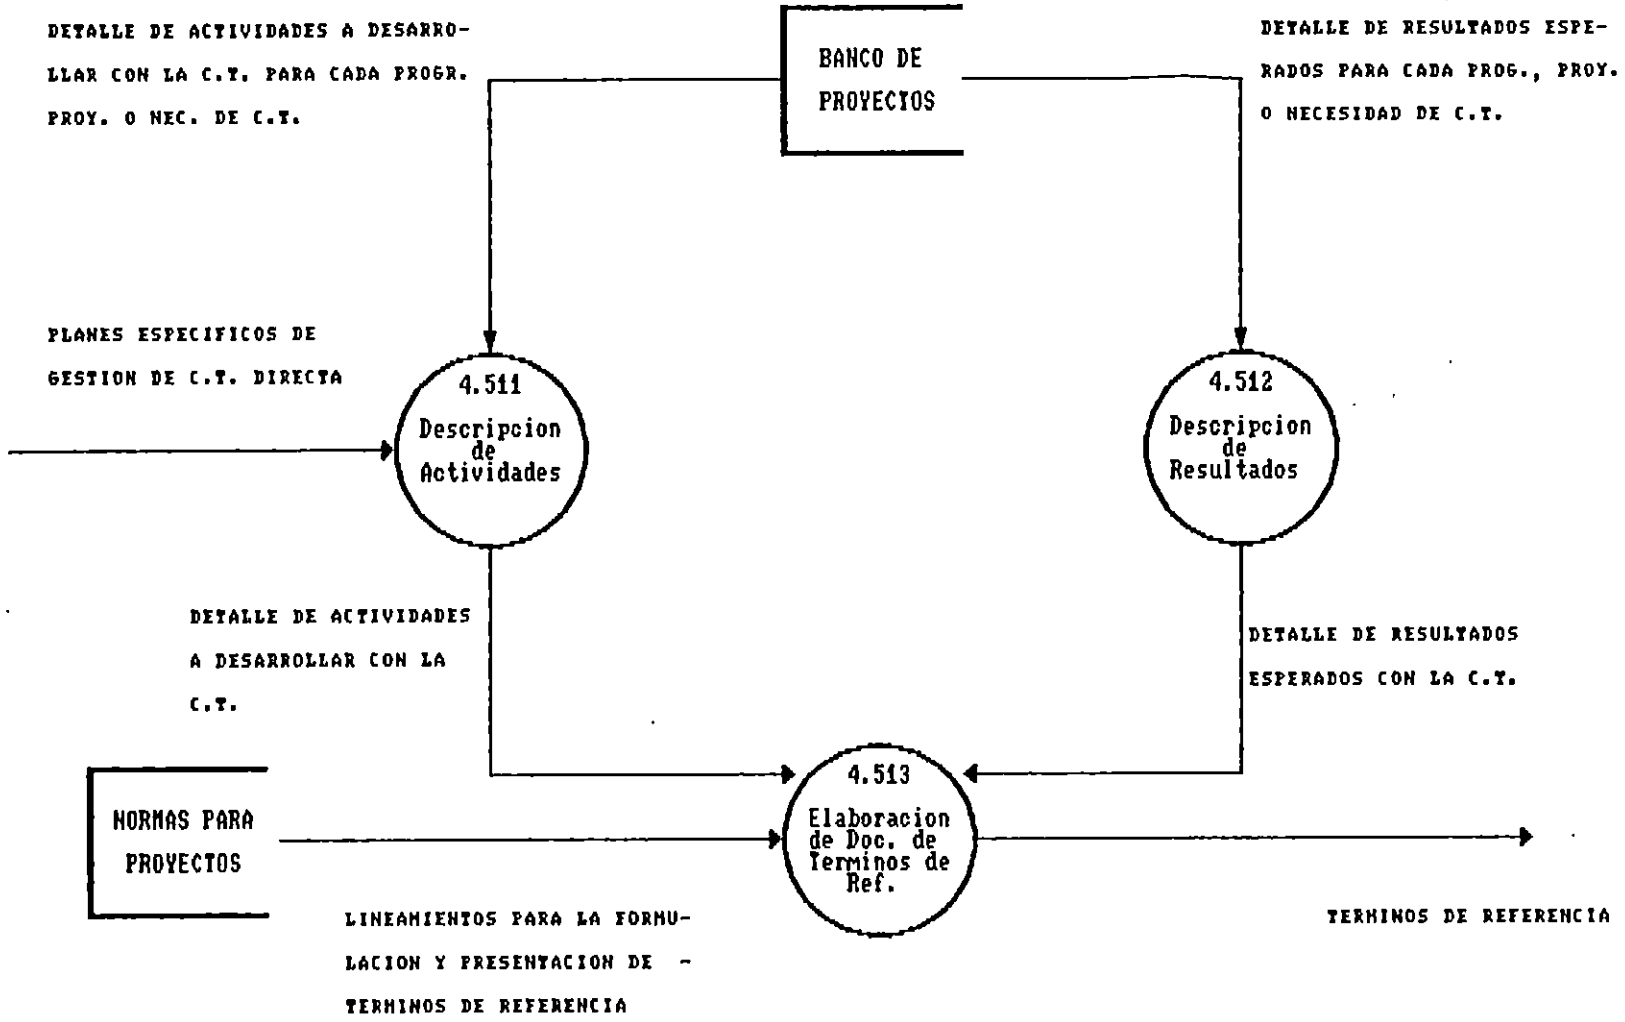 DETALLE DE ACTIVIDADES A DESARRO-
LLAR CON LA C.T. PARA CADA PROGR.
PROY. O NEC. DE C.T.
BANCO DE
PROYECTOS
DETALLE DE RESULTADOS ESPE-
RADOS PARA CADA PROG., PROY.
O NECESIDAD DE C.T.
PLANES ESPECIFICOS DE
GESTION DE C.T. DIRECTA
4.511
Descripcion
de
Actividades
4.512
Descripcion
de
Resultados
DETALLE DE ACTIVIDADES
A DESARROLLAR CON LA
C.T.
DETALLE DE RESULTADOS
ESPERADOS CON LA C.T.
NORMAS PARA
PROYECTOS
4.513
Elaboracion
de Doc. de
Terminos de
Ref.
LINEAMIENTOS PARA LA FORMU-
LACION Y PRESENTACION DE -
TERMINOS DE REFERENCIA
TERMINOS DE REFERENCIA